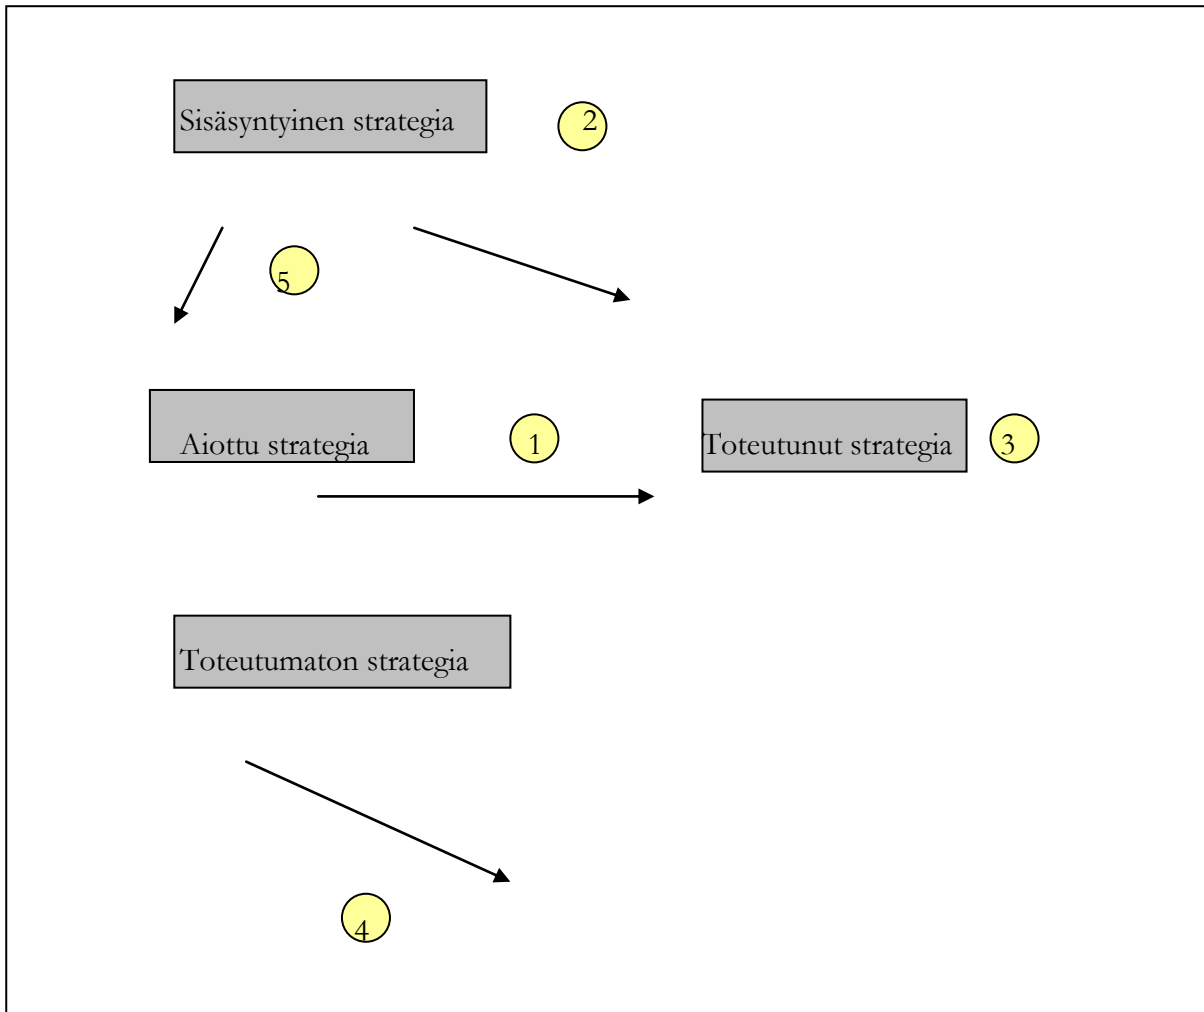 Sisäsyntyinen strategia
2
5
Aiottu strategia
1
Toteutunut strategia
3
Toteutumaton strategia
4